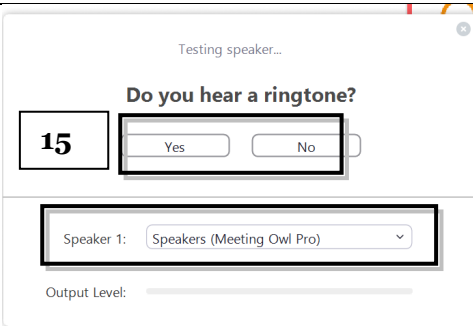 Testing speaker...
Do you hear a ringtone?
15
Yes No
Speaker 1: Speakers (Meeting Owl Pro)
Output Level: